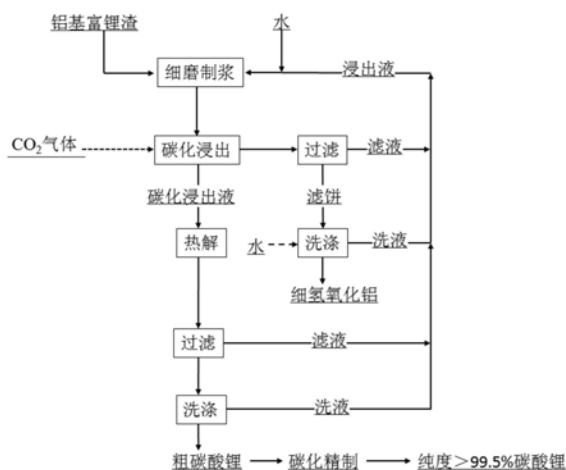 铝基富锂渣
水
细磨制浆
浸出液
CO₂气体
碳化浸出
过滤
滤液
碳化浸出液
滤饼
热解
水
洗涤
洗液
细氢氧化铝
过滤
滤液
洗涤
洗液
粗碳酸锂
碳化精制
纯度＞99.5%碳酸锂